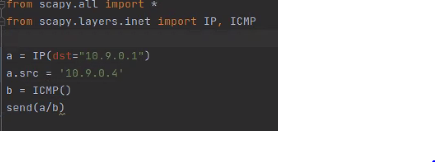 from scapy.all import *
from scapy.layers.inet import IP, ICMP
a = IP(dst="10.9.0.1")
a.src = '10.9.0.4'
b = ICMP()
send(a/b)